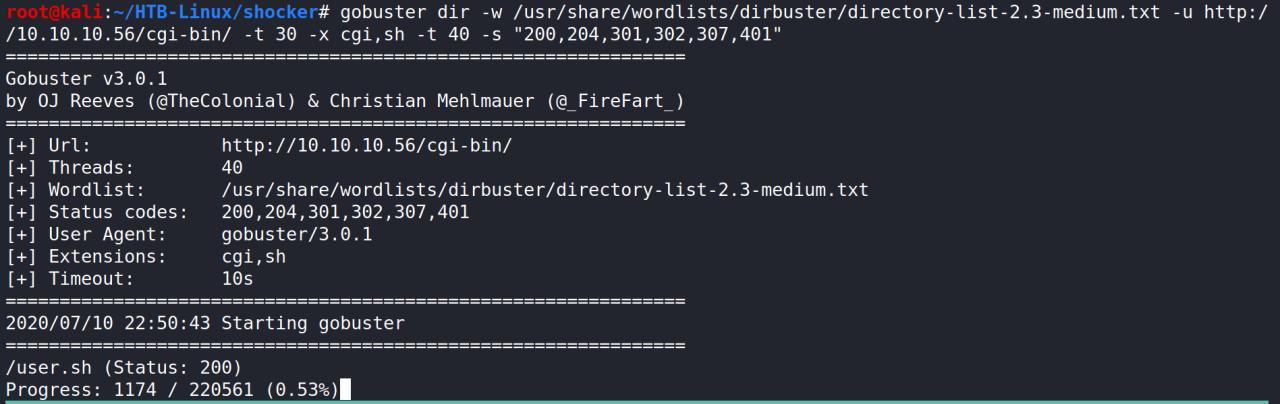 root@kali:~/HTB-Linux/shocker# gobuster dir -w /usr/share/wordlists/dirbuster/directory-list-2.3-medium.txt -u http:/
/10.10.10.56/cgi-bin/ -t 30 -x cgi,sh -t 40 -s "200,204,301,302,307,401"
===============================================================
Gobuster v3.0.1
by OJ Reeves (@TheColonial) & Christian Mehlmauer (@_FireFart_)
===============================================================
[+] Url:            http://10.10.10.56/cgi-bin/
[+] Threads:        40
[+] Wordlist:       /usr/share/wordlists/dirbuster/directory-list-2.3-medium.txt
[+] Status codes:   200,204,301,302,307,401
[+] User Agent:     gobuster/3.0.1
[+] Extensions:     cgi,sh
[+] Timeout:        10s
===============================================================
2020/07/10 22:50:43 Starting gobuster
===============================================================
/user.sh (Status: 200)
Progress: 1174 / 220561 (0.53%)